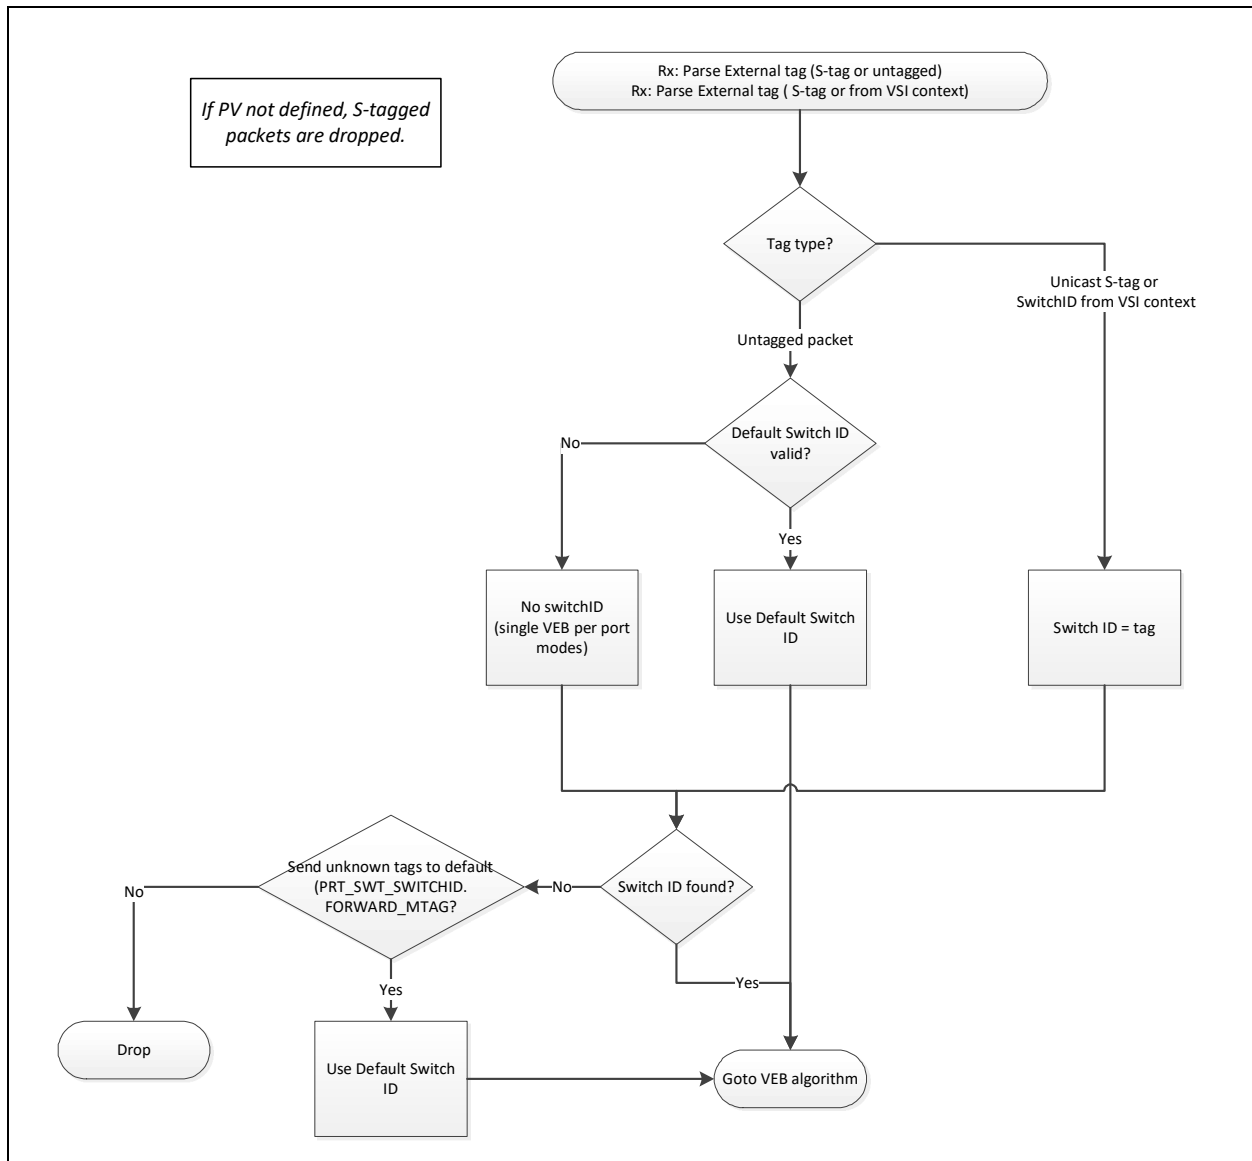 Rx: Parse External tag (S-tag or untagged)
Rx: Parse External tag ( S-tag or from VSI context)
If PV not defined, S-tagged
packets are dropped.
Tag type?
Unicast S-tag or
SwitchID from VSI context
Untagged packet
Default Switch ID
valid?
No
Yes
No switchID
(single VEB per port
modes)
Use Default Switch
ID
Switch ID = tag
Send unknown tags to default
(PRT_SWT_SWITCHID.
FORWARD_MTAG?
No
No
Switch ID found?
Yes
Yes
Drop
Use Default Switch
ID
Goto VEB algorithm